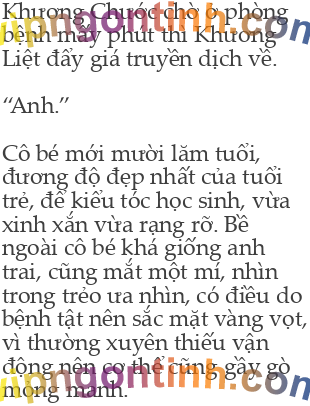 Khương Chước chờ ở phòng
bệnh mấy phút thì Khương
Liệt đẩy giá truyền dịch về.
“Anh.”
Cô bé mới mười lăm tuổi,
đương độ đẹp nhất của tuổi
trẻ, để kiểu tóc học sinh, vừa
xinh xắn vừa rạng rỡ. Bề
ngoài cô bé khá giống anh
trai, cũng mắt một mí, nhìn
trong trẻo ưa nhìn, có điều do
bệnh tật nên sắc mặt vàng vọt,
vì thường xuyên thiếu vận
động nên cơ thể cũng gầy gò
mỏng manh.